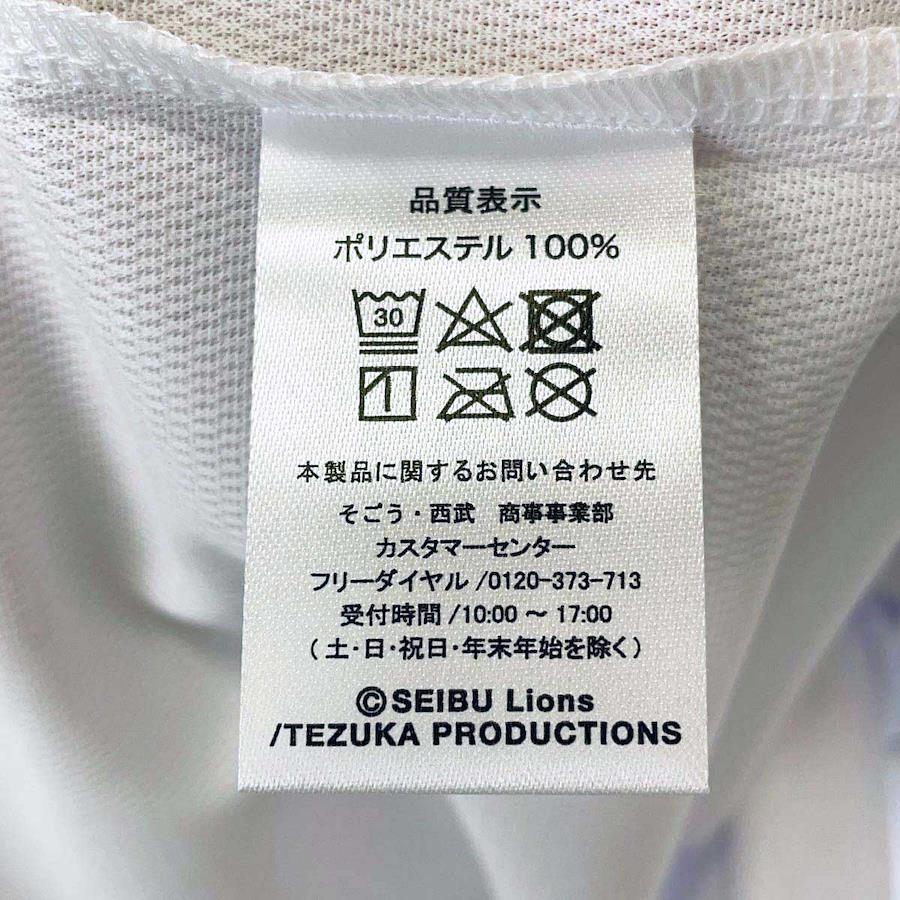 品質表示
ポリエステル 100%
30
本製品に関するお問い合わせ先
そごう・西武　商事事業部
カスタマーセンター
フリーダイヤル /0120-373-713
受付時間 /10:00 ～ 17:00
( 土・日・祝日・年末年始を除く)
©SEIBU Lions
/TEZUKA PRODUCTIONS